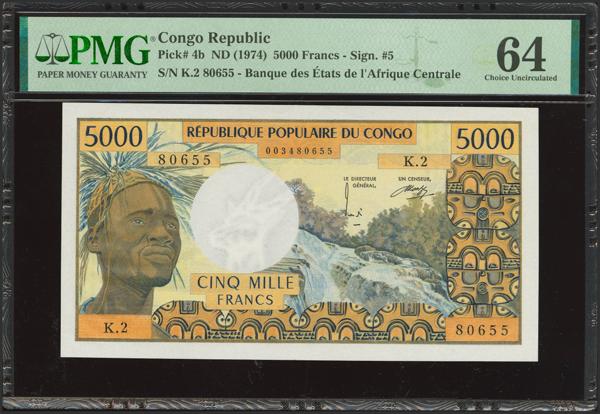 PMG
PAPER MONEY GUARANTY
Congo Republic
Pick# 4b ND (1974) 5000 Francs - Sign. #5
S/N K.2 80655 - Banque des États de l'Afrique Centrale
64
Choice Uncirculated
5000 RÉPUBLIQUE POPULAIRE DU CONGO 5000
80655 003480655 K.2
LE DIRECTEUR GÉNÉRAL, UN CENSEUR,
CINQ MILLE
FRANCS
K.2 80655